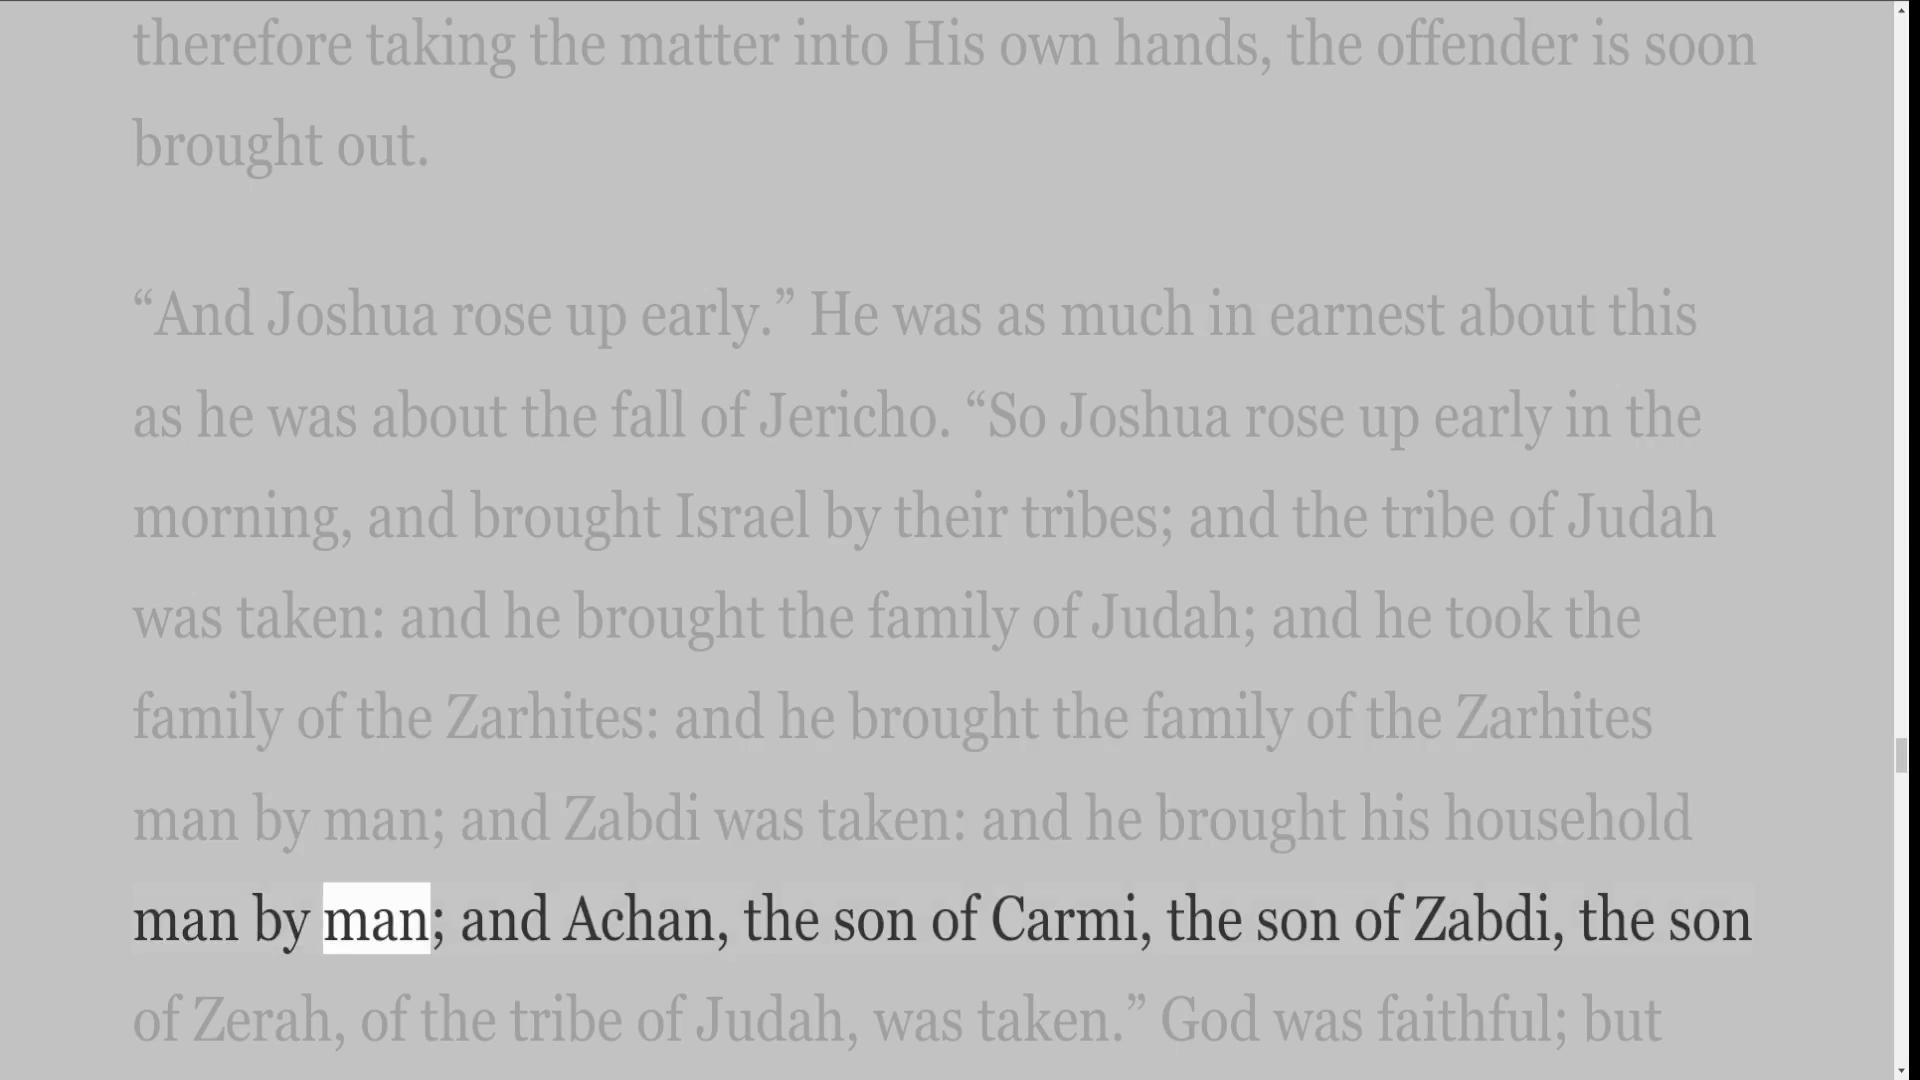 therefore taking the matter into His own hands, the offender is soon
brought out.
“And Joshua rose up early.” He was as much in earnest about this
as he was about the fall of Jericho. “So Joshua rose up early in the
morning, and brought Israel by their tribes; and the tribe of Judah
was taken: and he brought the family of Judah; and he took the
family of the Zarhites: and he brought the family of the Zarhites
man by man; and Zabdi was taken: and he brought his household
man by man; and Achan, the son of Carmi, the son of Zabdi, the son
of Zerah, of the tribe of Judah, was taken.” God was faithful; but